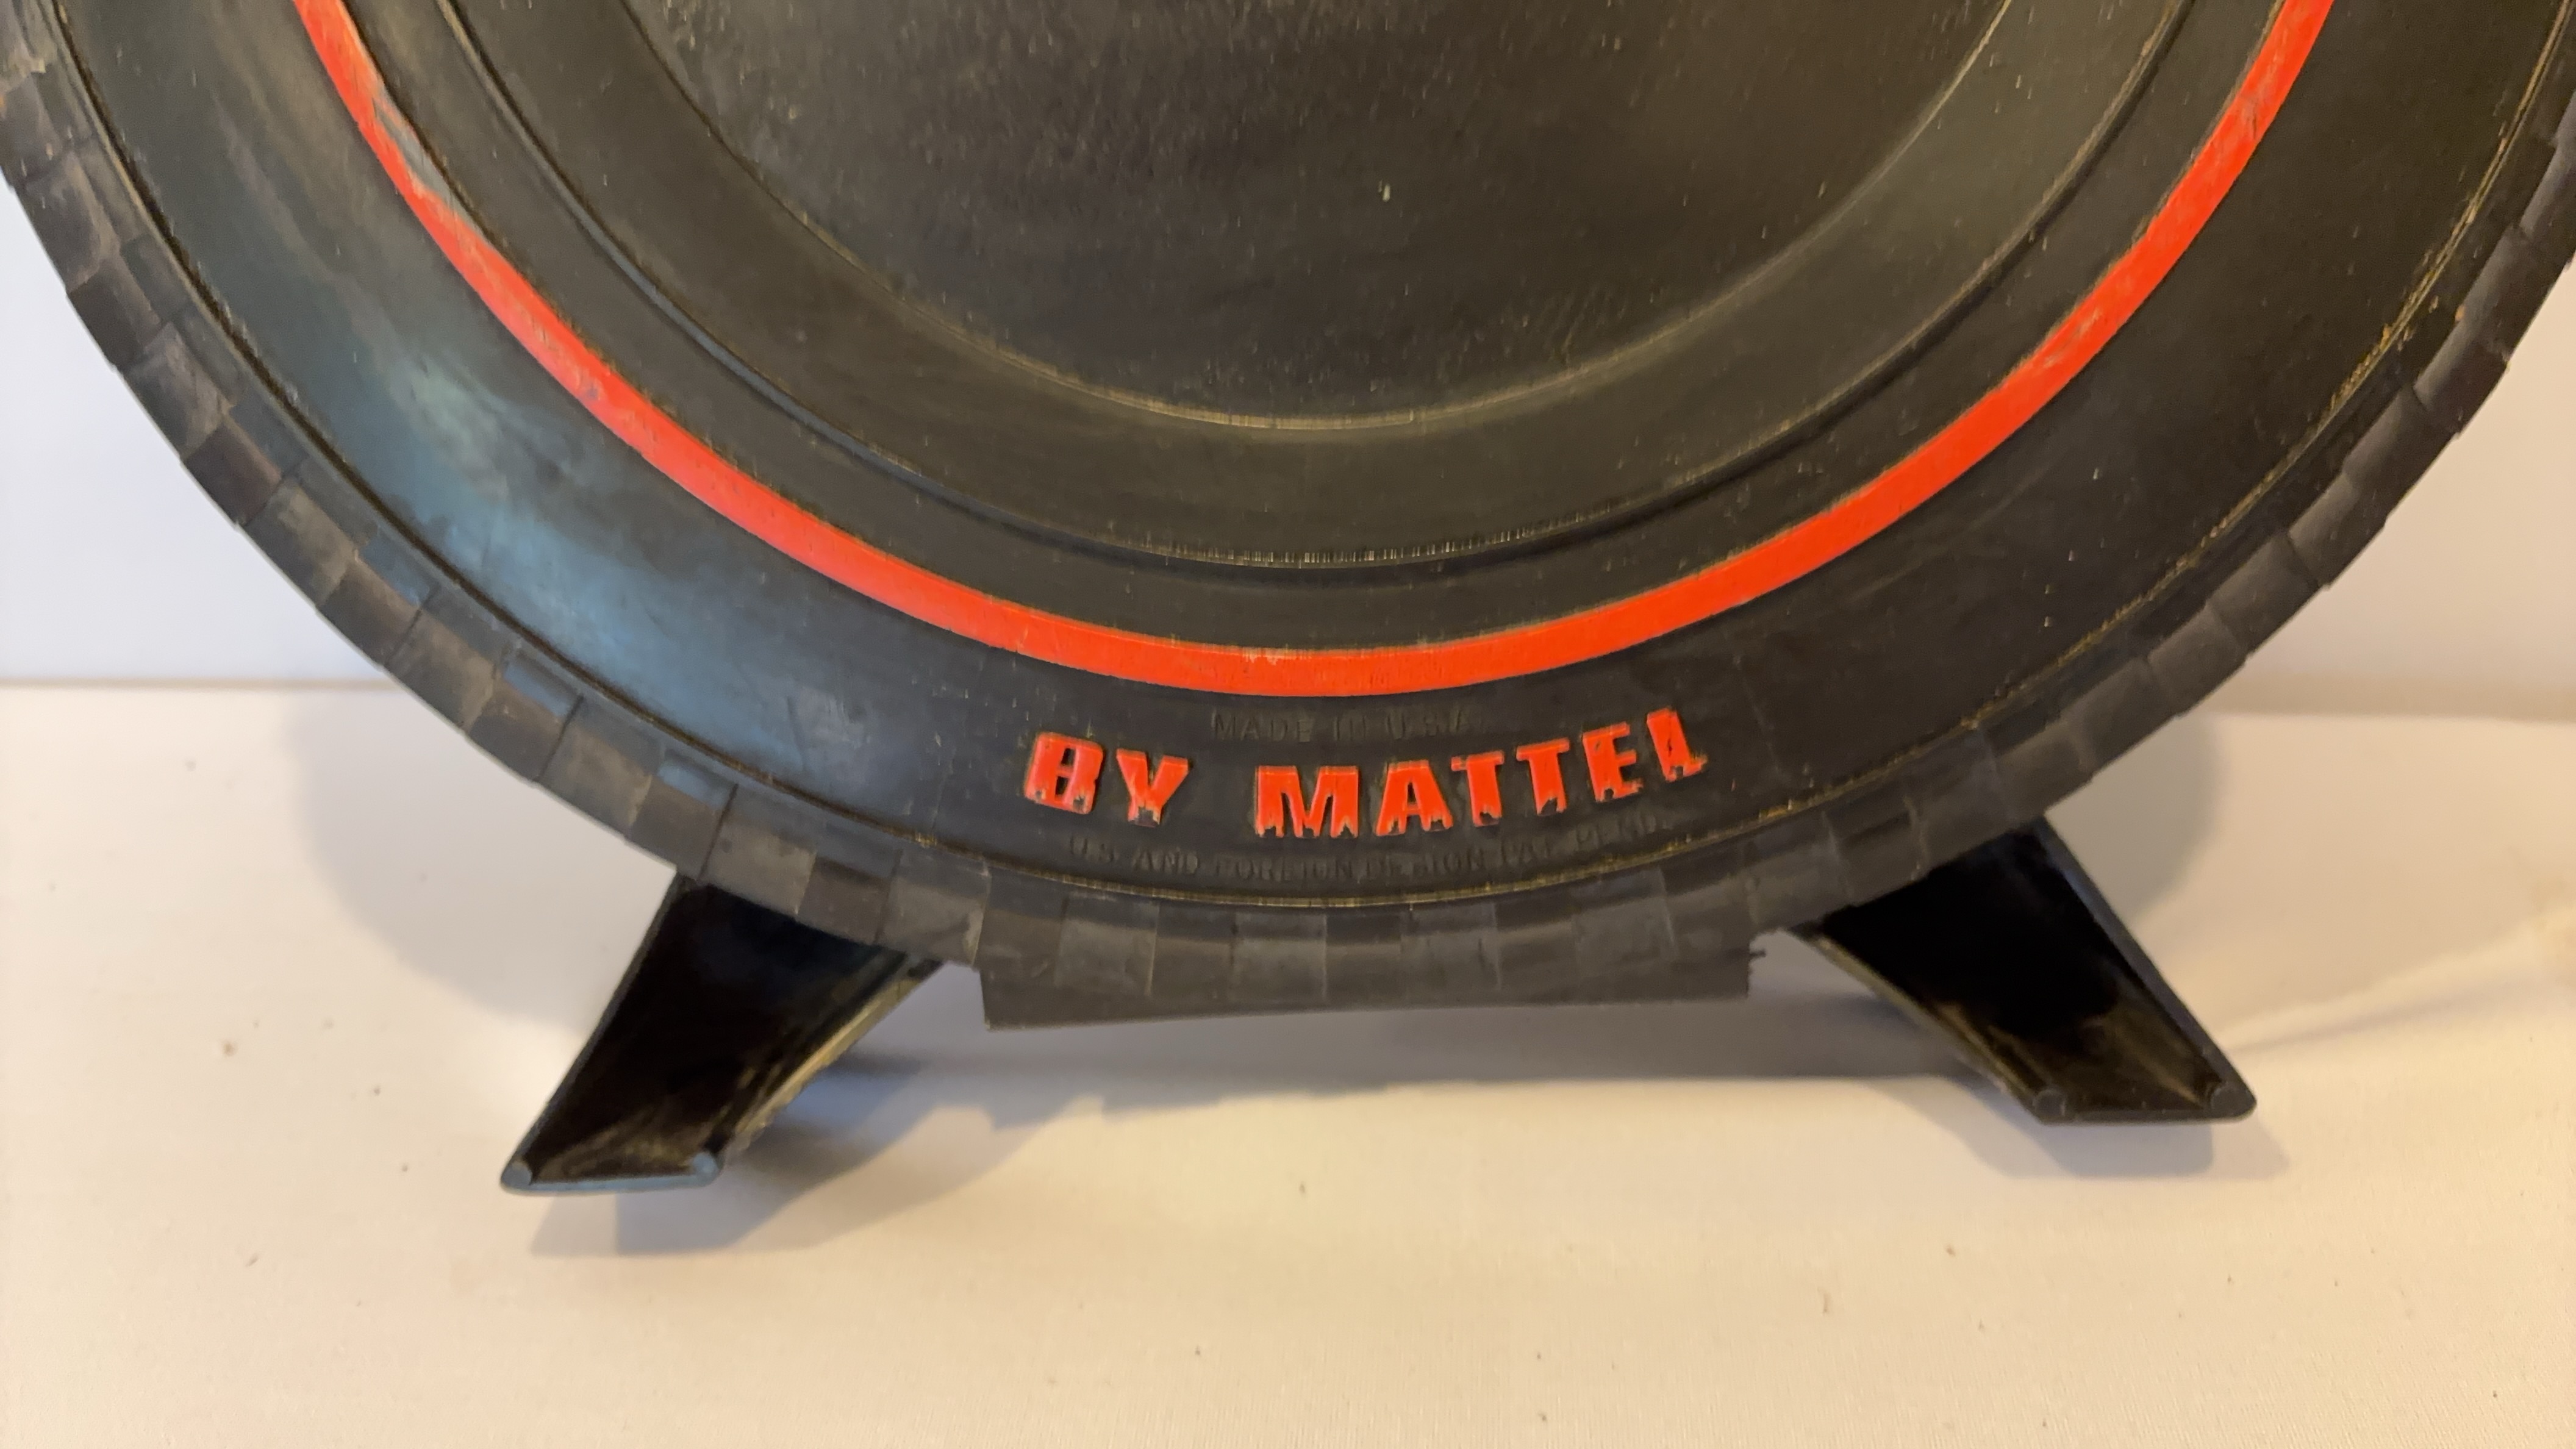 MADE IN U.S.A.
BY MATTEL
U.S. AND FOREIGN DESIGN PAT. PEND.